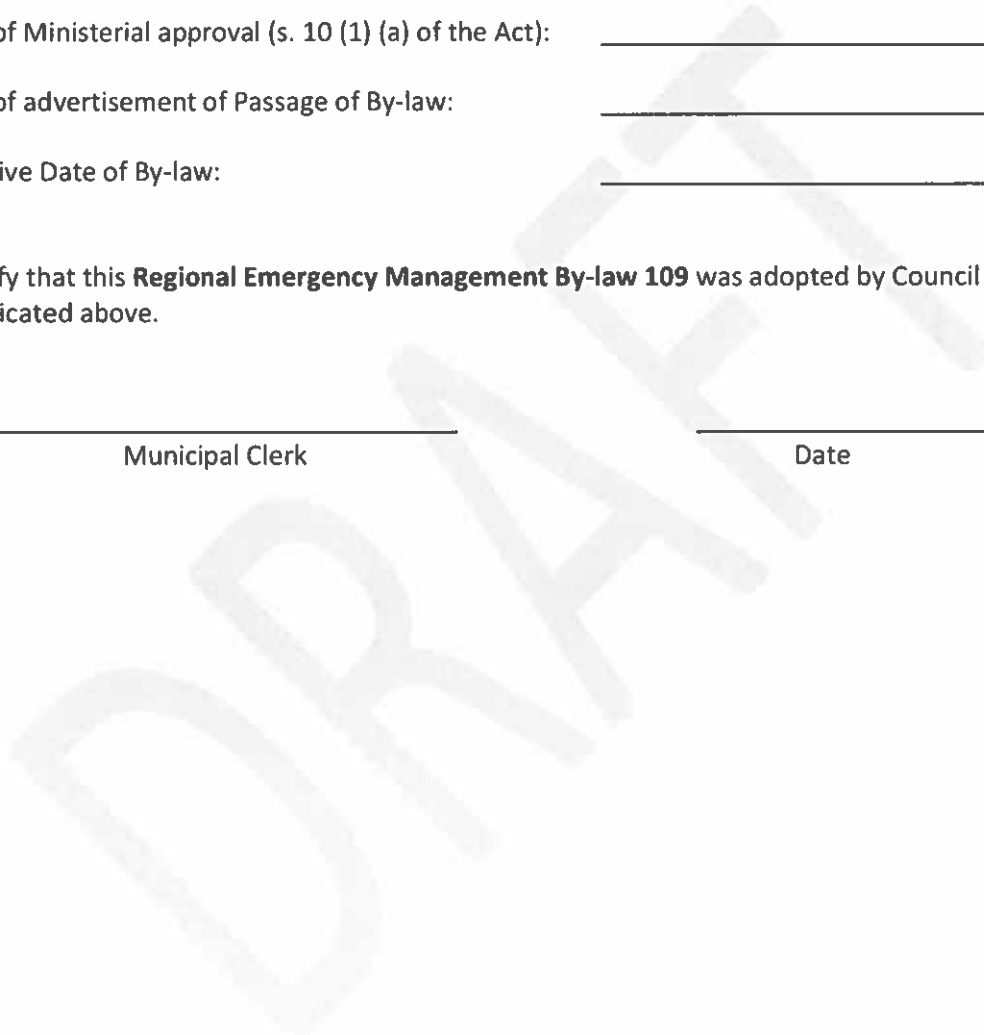 of Ministerial approval (s. 10 (1) (a) of the Act):
of advertisement of Passage of By-law:
ive Date of By-law:
fy that this Regional Emergency Management By-law 109 was adopted by Council
icated above.
Municipal Clerk Date
DRAFT